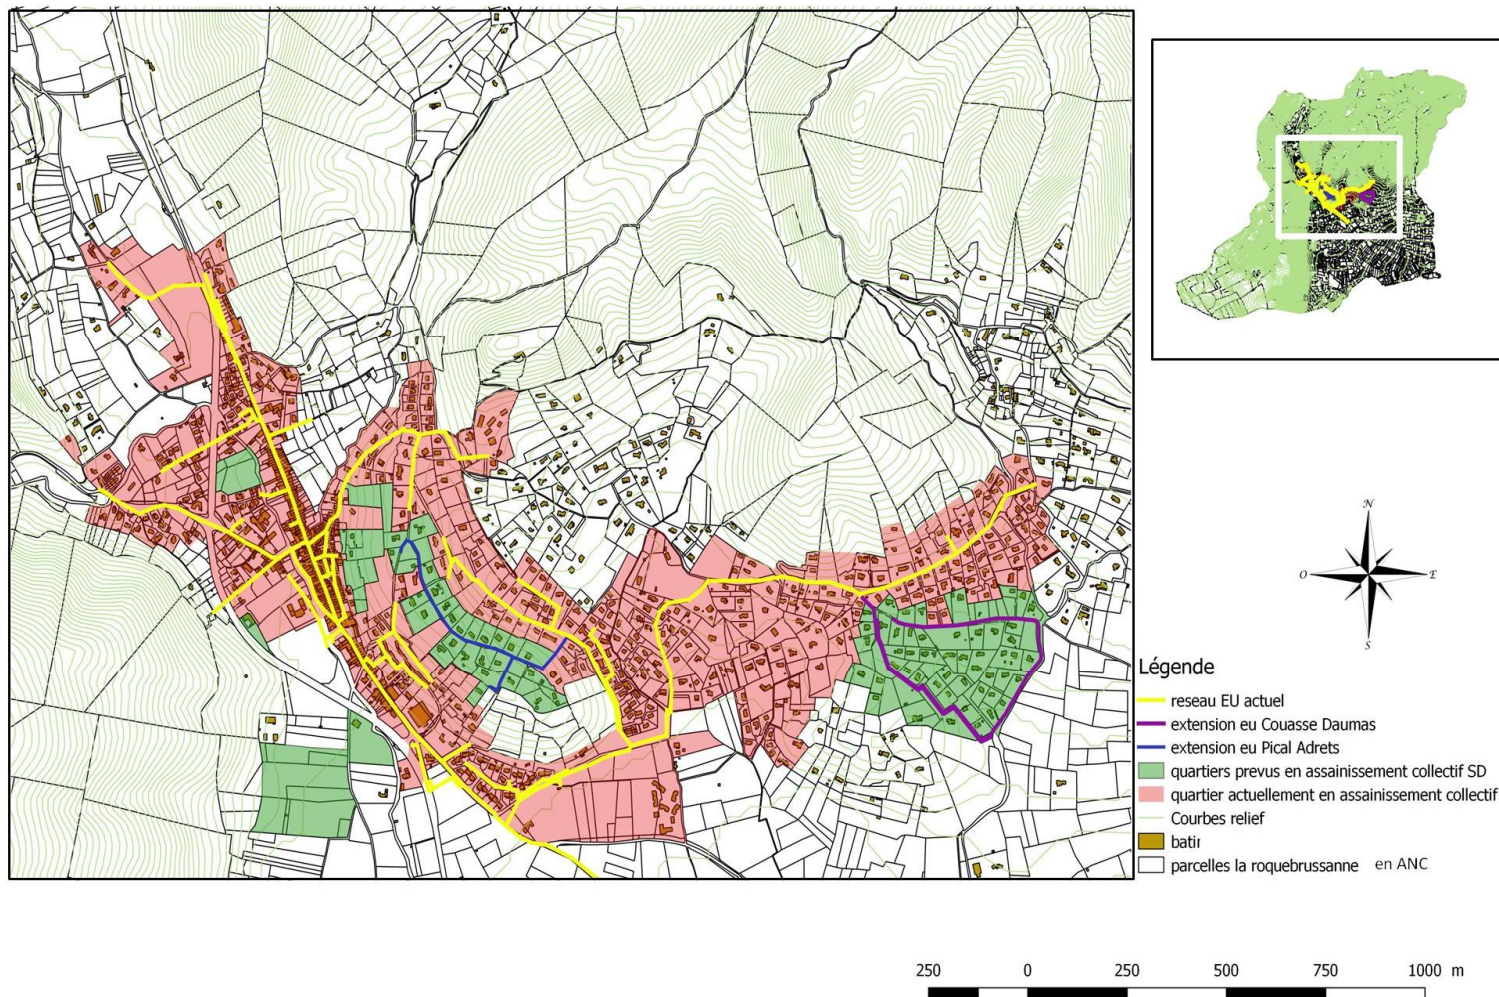 N
O
E
S
Légende
reseau EU actuel
extension eu Couasse Daumas
extension eu Pical Adrets
quartiers prevus en assainissement collectif SD
quartier actuellement en assainissement collectif
Courbes relief
batir
parcelles la roquebrussanne en ANC
250 0 250 500 750 1000 m